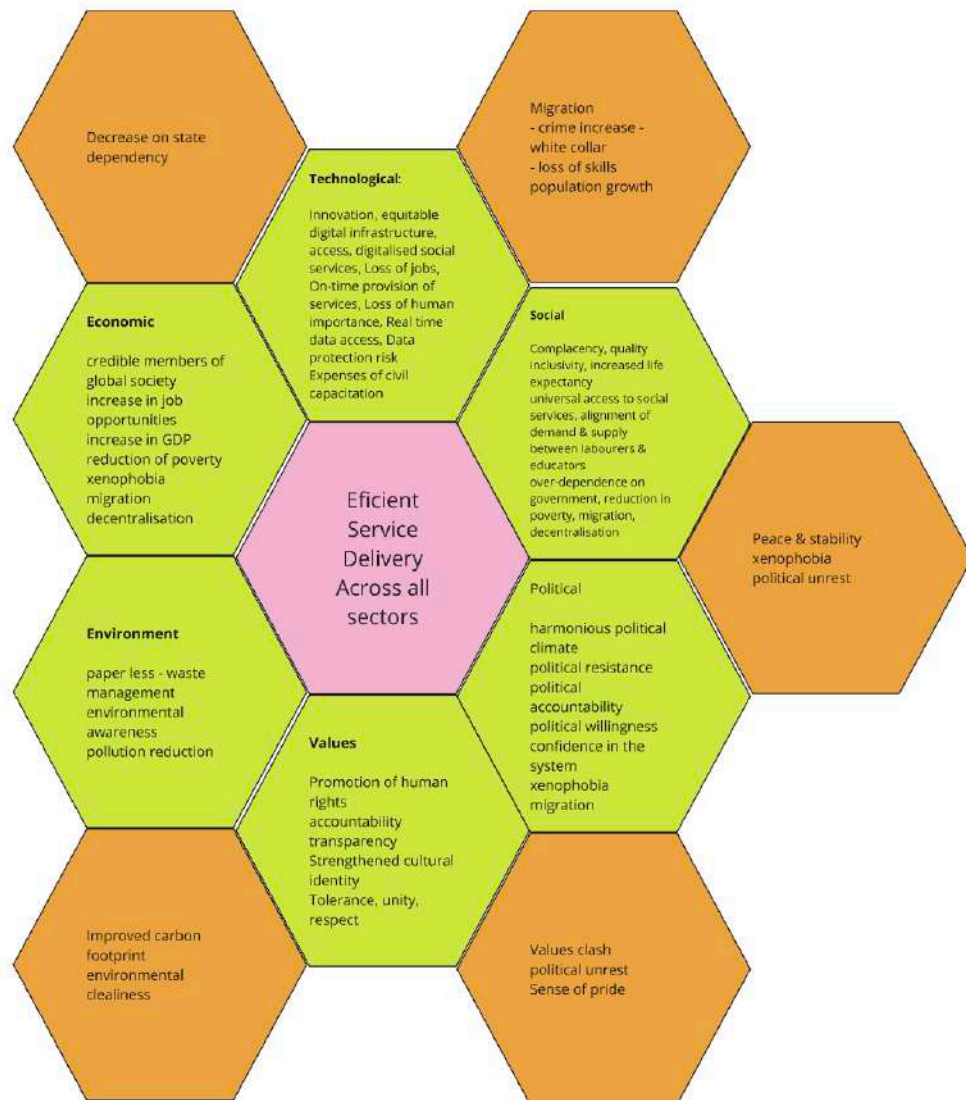 Decrease on state
dependency
Migration
- crime increase -
white collar
- loss of skills
population growth
Technological:
Innovation, equitable
digital infrastructure,
access, digitalised social
services, Loss of jobs,
On-time provision of
services, Loss of human
importance, Real time
data access, Data
protection risk
Expenses of civil
capacitation
Economic
credible members of
global society
increase in job
opportunities
increase in GDP
reduction of poverty
xenophobia
migration
decentralisation
Social
Complacency, quality
inclusivity, increased life
expectancy
universal access to social
services, alignment of
demand & supply
between labourers &
educators
over-dependence on
government, reduction in
poverty, migration,
decentralisation
Eficient
Service
Delivery
Across all
sectors
Peace & stability
xenophobia
political unrest
Environment
paper less - waste
management
environmental
awareness
pollution reduction
Political
harmonious political
climate
political resistance
political
accountability
political willingness
confidence in the
system
xenophobia
migration
Values
Promotion of human
rights
accountability
transparency
Strengthened cultural
identity
Tolerance, unity,
respect
Improved carbon
footprint
environmental
clealiness
Values clash
political unrest
Sense of pride